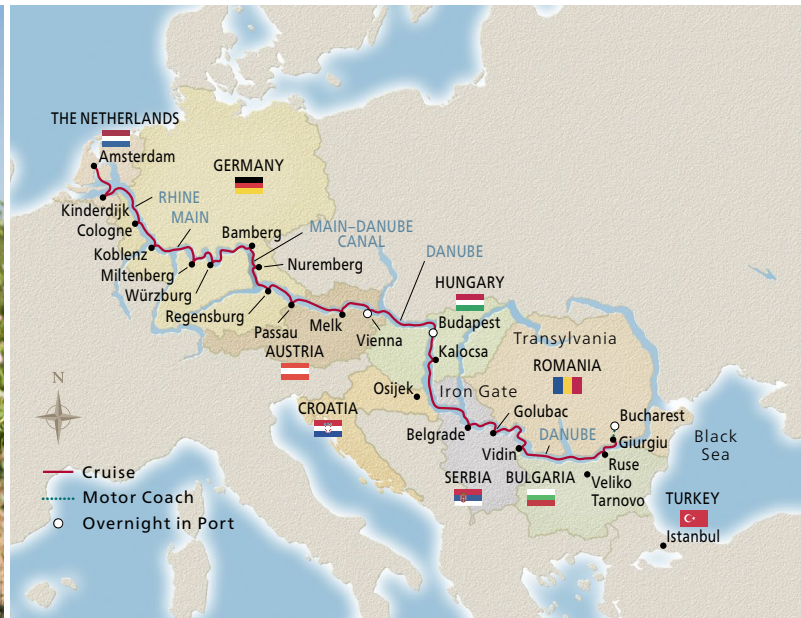 THE NETHERLANDS
Amsterdam
GERMANY
Kinderdijk
RHINE
Cologne
MAIN
Koblenz
Bamberg
MAIN–DANUBE
CANAL
Miltenberg
Nuremberg
Würzburg
DANUBE
Regensburg
HUNGARY
Passau
Melk
Vienna
Budapest
AUSTRIA
Kalocsa
Transylvania
ROMANIA
Osijek
Iron Gate
N
CROATIA
Golubac
Bucharest
Belgrade
DANUBE
Giurgiu
Black
Sea
Vidin
Ruse
SERBIA
BULGARIA
Veliko
Tarnovo
TURKEY
Istanbul
Cruise
Motor Coach
Overnight in Port